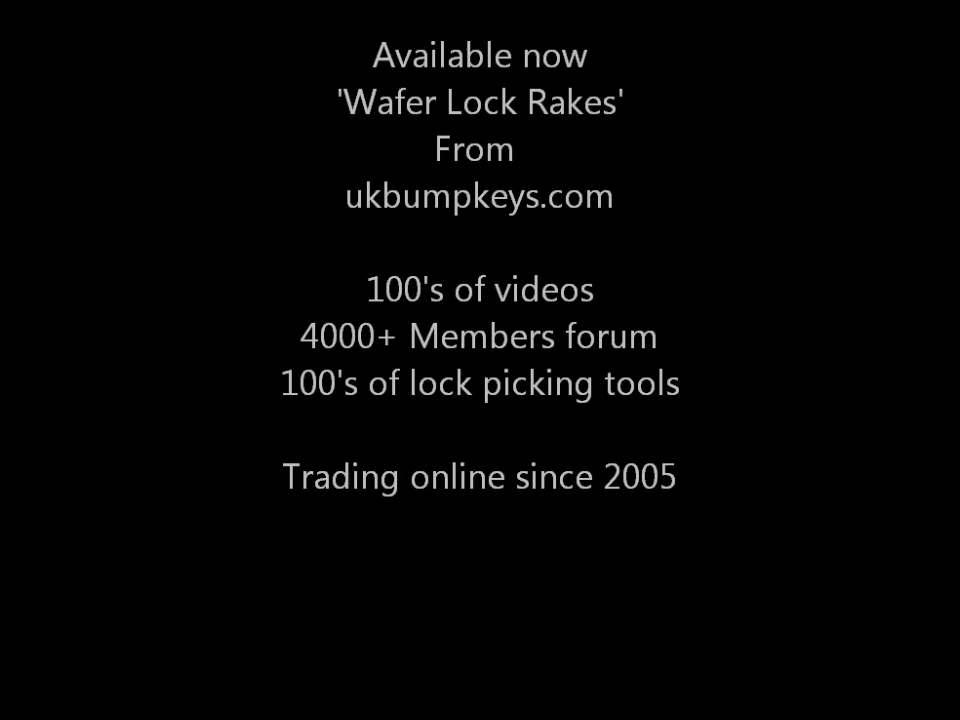 Available now
'Wafer Lock Rakes'
From
ukbumpkeys.com
100's of videos
4000+ Members forum
100's of lock picking tools
Trading online since 2005